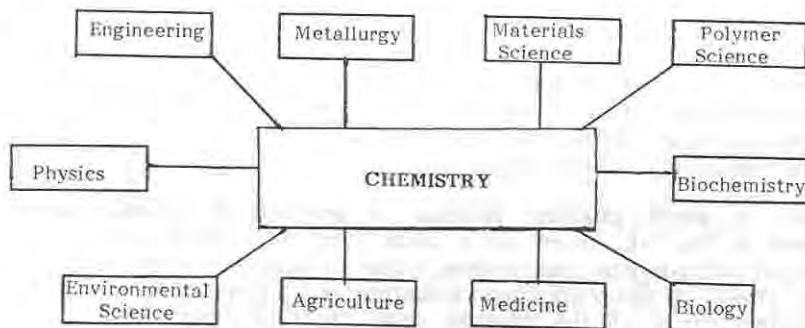 Engineering
Metallurgy
Materials
Science
Polymer
Science
Physics
CHEMISTRY
Biochemistry
Environmental
Science
Agriculture
Medicine
Biology